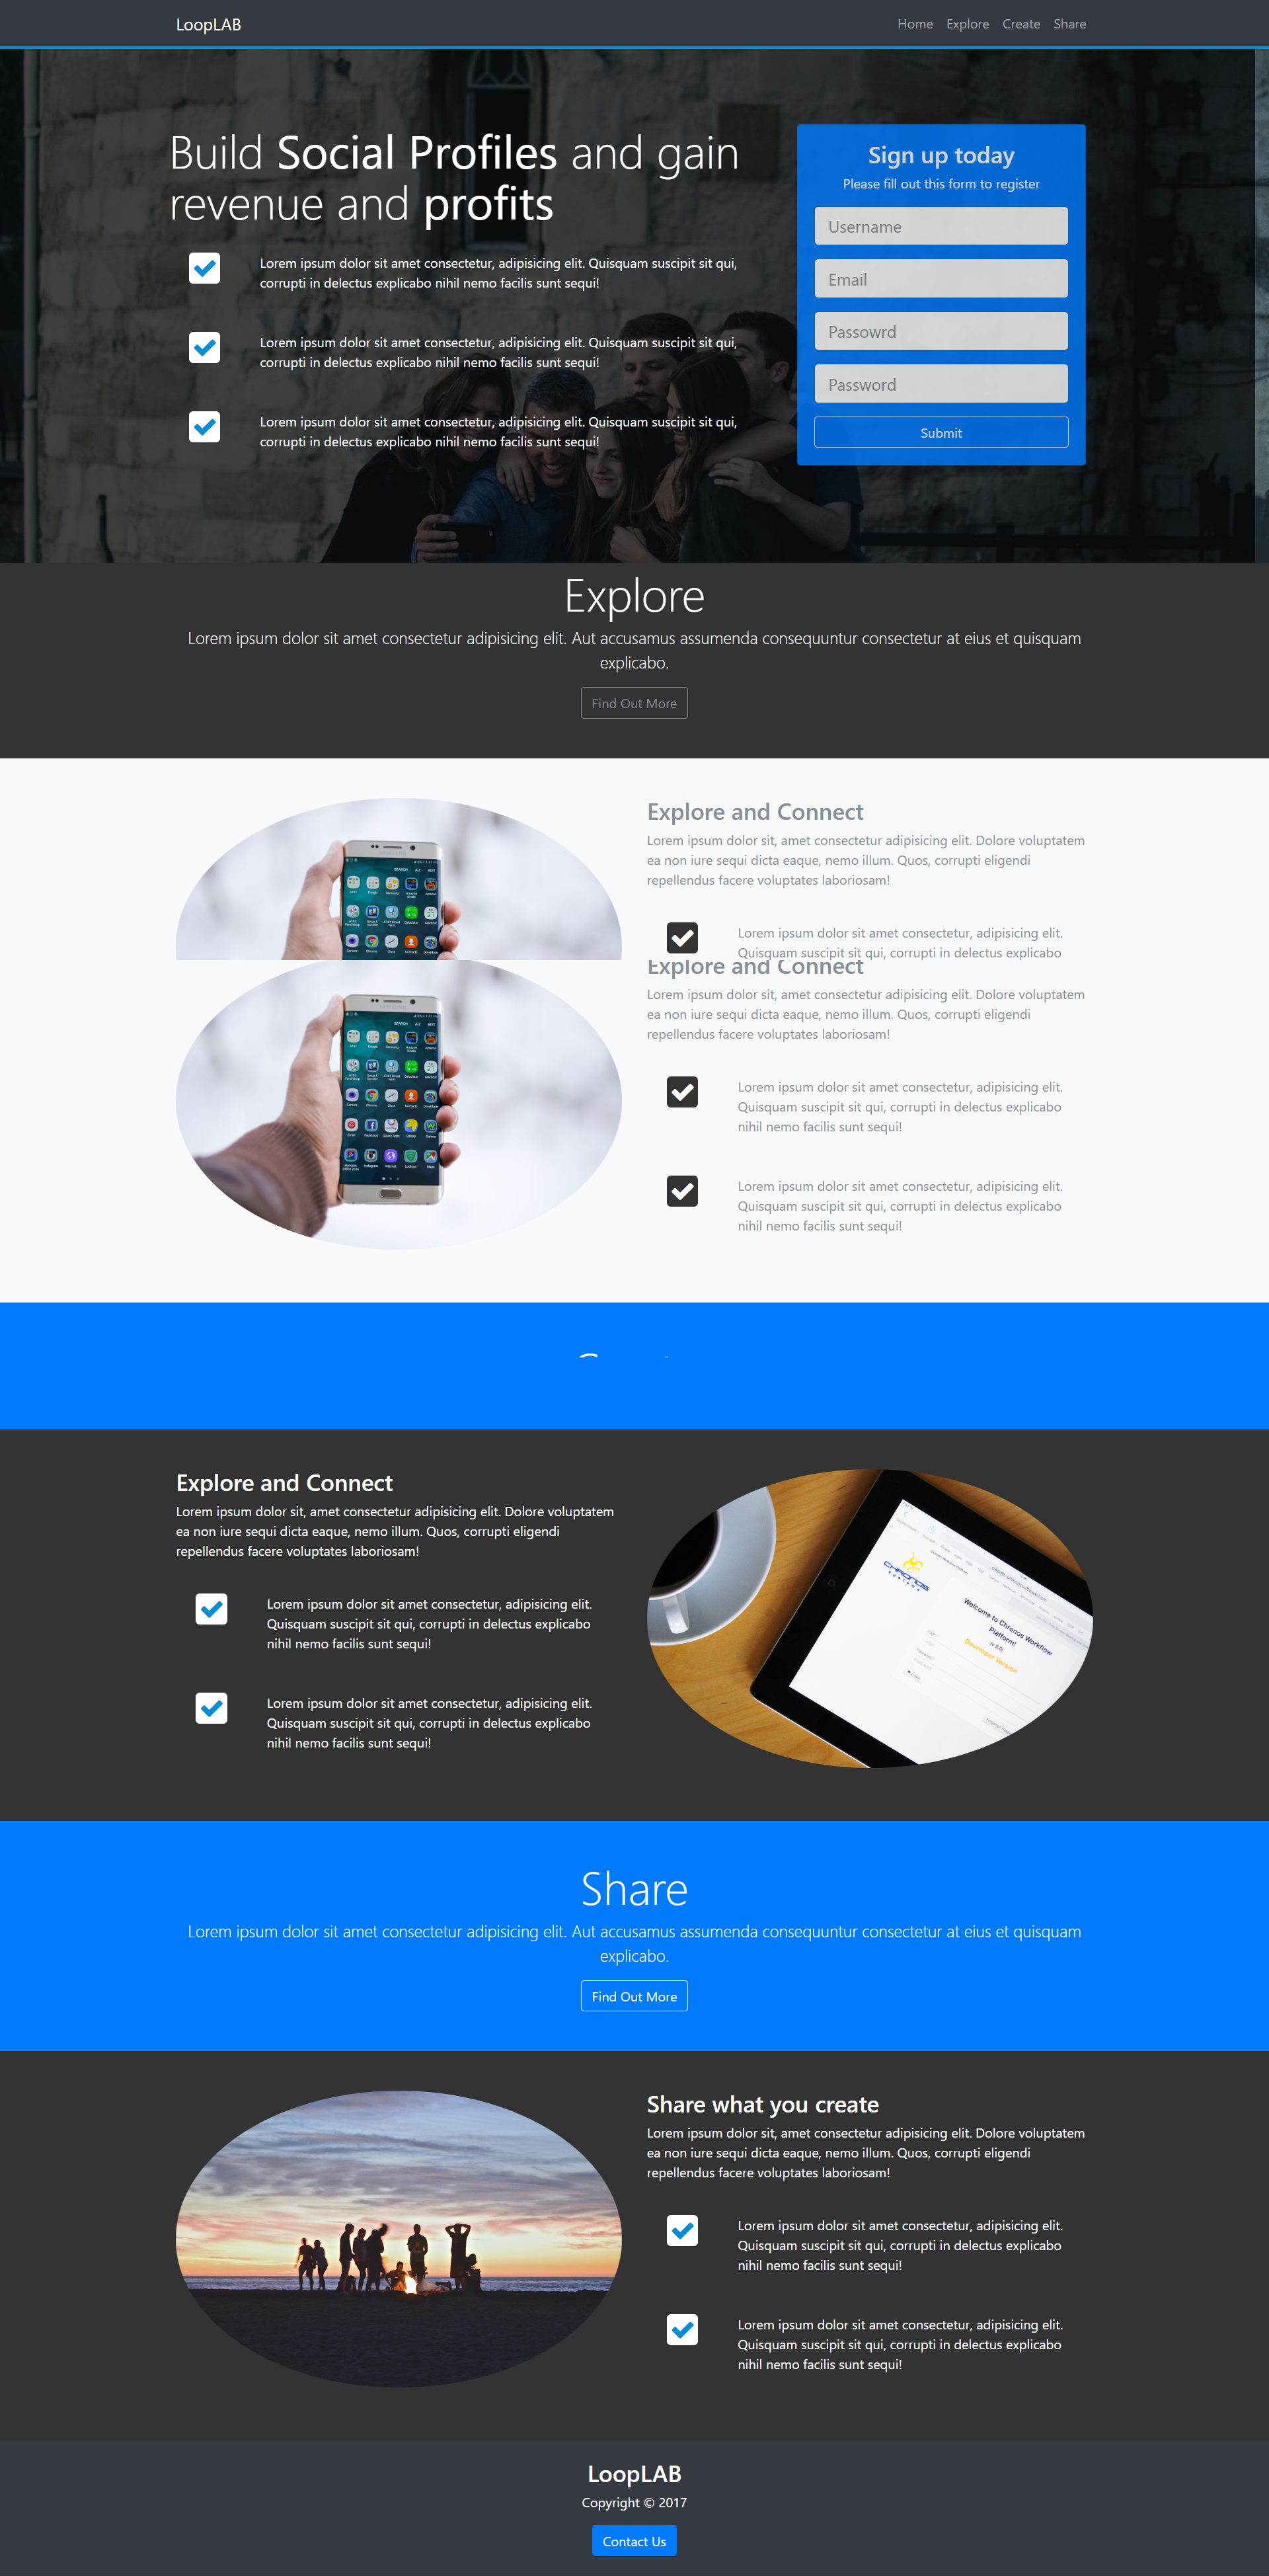 LoopLAB
Home Explore Create Share
Build Social Profiles and gain
revenue and profits
Lorem ipsum dolor sit amet consectetur, adipisicing elit. Quisquam suscipit sit qui,
corrupti in delectus explicabo nihil nemo facilis sunt sequi!
Lorem ipsum dolor sit amet consectetur, adipisicing elit. Quisquam suscipit sit qui,
corrupti in delectus explicabo nihil nemo facilis sunt sequi!
Lorem ipsum dolor sit amet consectetur, adipisicing elit. Quisquam suscipit sit qui,
corrupti in delectus explicabo nihil nemo facilis sunt sequi!
Sign up today
Please fill out this form to register
Username
Email
Passowrd
Password
Submit
Explore
Lorem ipsum dolor sit amet consectetur adipisicing elit. Aut accusamus assumenda consequuntur consectetur at eius et quisquam
explicabo.
Find Out More
Explore and Connect
Lorem ipsum dolor sit, amet consectetur adipisicing elit. Dolore voluptatem
ea non iure sequi dicta eaque, nemo illum. Quos, corrupti eligendi
repellendus facere voluptates laboriosam!
Lorem ipsum dolor sit amet consectetur, adipisicing elit.
Quisquam suscipit sit qui, corrupti in delectus explicabo
Explore and Connect
Lorem ipsum dolor sit, amet consectetur adipisicing elit. Dolore voluptatem
ea non iure sequi dicta eaque, nemo illum. Quos, corrupti eligendi
repellendus facere voluptates laboriosam!
Lorem ipsum dolor sit amet consectetur, adipisicing elit.
Quisquam suscipit sit qui, corrupti in delectus explicabo
nihil nemo facilis sunt sequi!
Lorem ipsum dolor sit amet consectetur, adipisicing elit.
Quisquam suscipit sit qui, corrupti in delectus explicabo
nihil nemo facilis sunt sequi!
Explore and Connect
Lorem ipsum dolor sit, amet consectetur adipisicing elit. Dolore voluptatem
ea non iure sequi dicta eaque, nemo illum. Quos, corrupti eligendi
repellendus facere voluptates laboriosam!
Lorem ipsum dolor sit amet consectetur, adipisicing elit.
Quisquam suscipit sit qui, corrupti in delectus explicabo
nihil nemo facilis sunt sequi!
Lorem ipsum dolor sit amet consectetur, adipisicing elit.
Quisquam suscipit sit qui, corrupti in delectus explicabo
nihil nemo facilis sunt sequi!
CHRONOS
Welcome to Chronos Workflow
Platform!
Developer Version
Share
Lorem ipsum dolor sit amet consectetur adipisicing elit. Aut accusamus assumenda consequuntur consectetur at eius et quisquam
explicabo.
Find Out More
Share what you create
Lorem ipsum dolor sit, amet consectetur adipisicing elit. Dolore voluptatem
ea non iure sequi dicta eaque, nemo illum. Quos, corrupti eligendi
repellendus facere voluptates laboriosam!
Lorem ipsum dolor sit amet consectetur, adipisicing elit.
Quisquam suscipit sit qui, corrupti in delectus explicabo
nihil nemo facilis sunt sequi!
Lorem ipsum dolor sit amet consectetur, adipisicing elit.
Quisquam suscipit sit qui, corrupti in delectus explicabo
nihil nemo facilis sunt sequi!
LoopLAB
Copyright © 2017
Contact Us